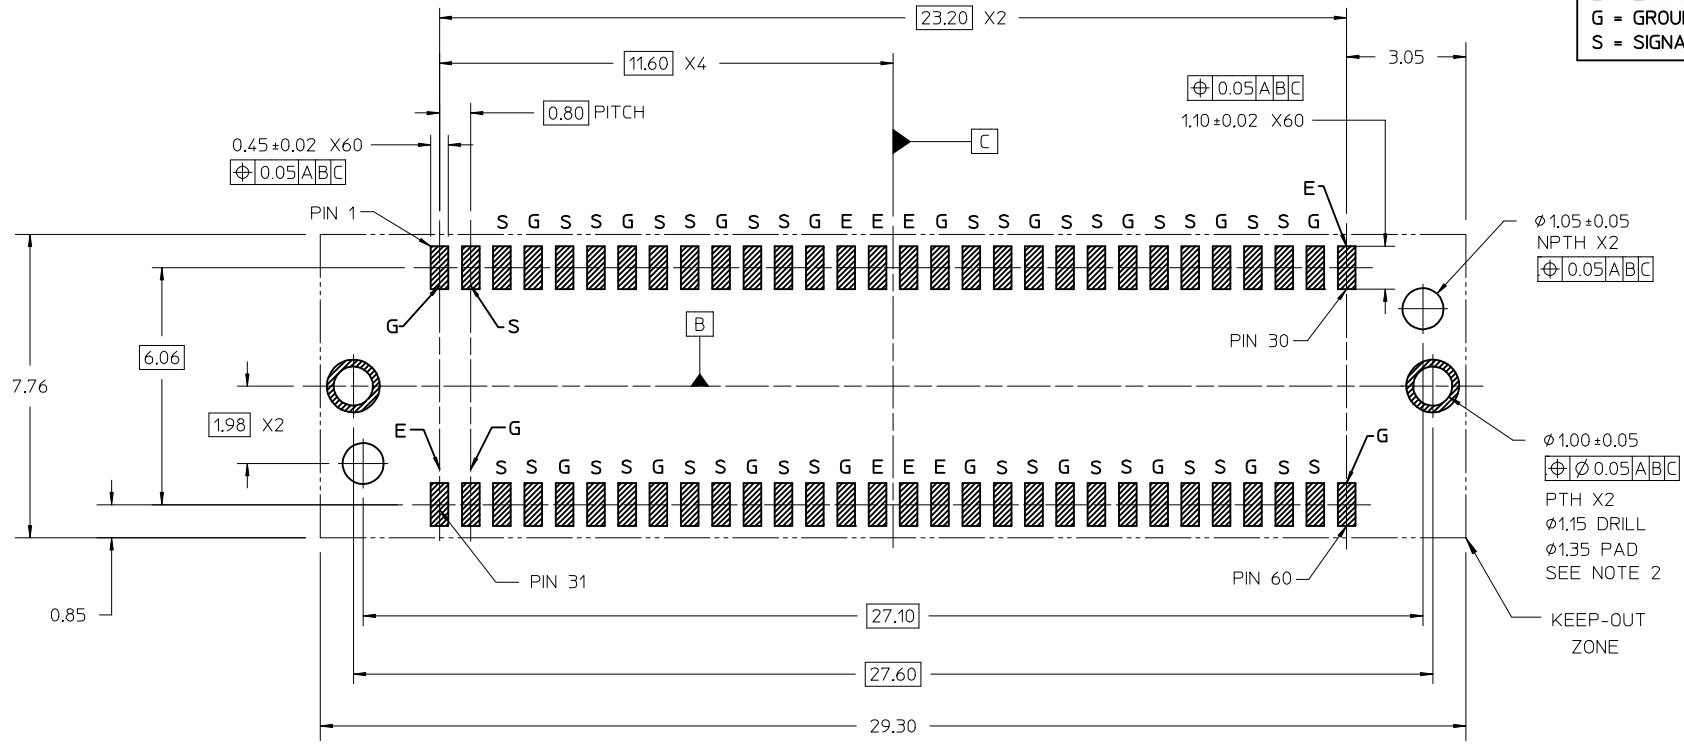 23.20 X2
G = GROU
S = SIGNA
11.60 X4
3.05
⌖ 0.05 A B C
0.80 PITCH
1.10±0.02 X60
0.45±0.02 X60
⌖ 0.05 A B C
C
E
PIN 1
S G S S G S S G S S G E E E G S S G S S G S S G S S G
Ø1.05±0.05
NPTH X2
⌖ 0.05 A B C
G
S
B
PIN 30
6.06
7.76
1.98 X2
E
G
G
Ø1.00±0.05
⌖ Ø 0.05 A B C
S S G S S G S S G S S G E E E G S S G S S G S S G S S
PTH X2
Ø1.15 DRILL
Ø1.35 PAD
SEE NOTE 2
PIN 31
PIN 60
0.85
27.10
KEEP-OUT
ZONE
27.60
29.30